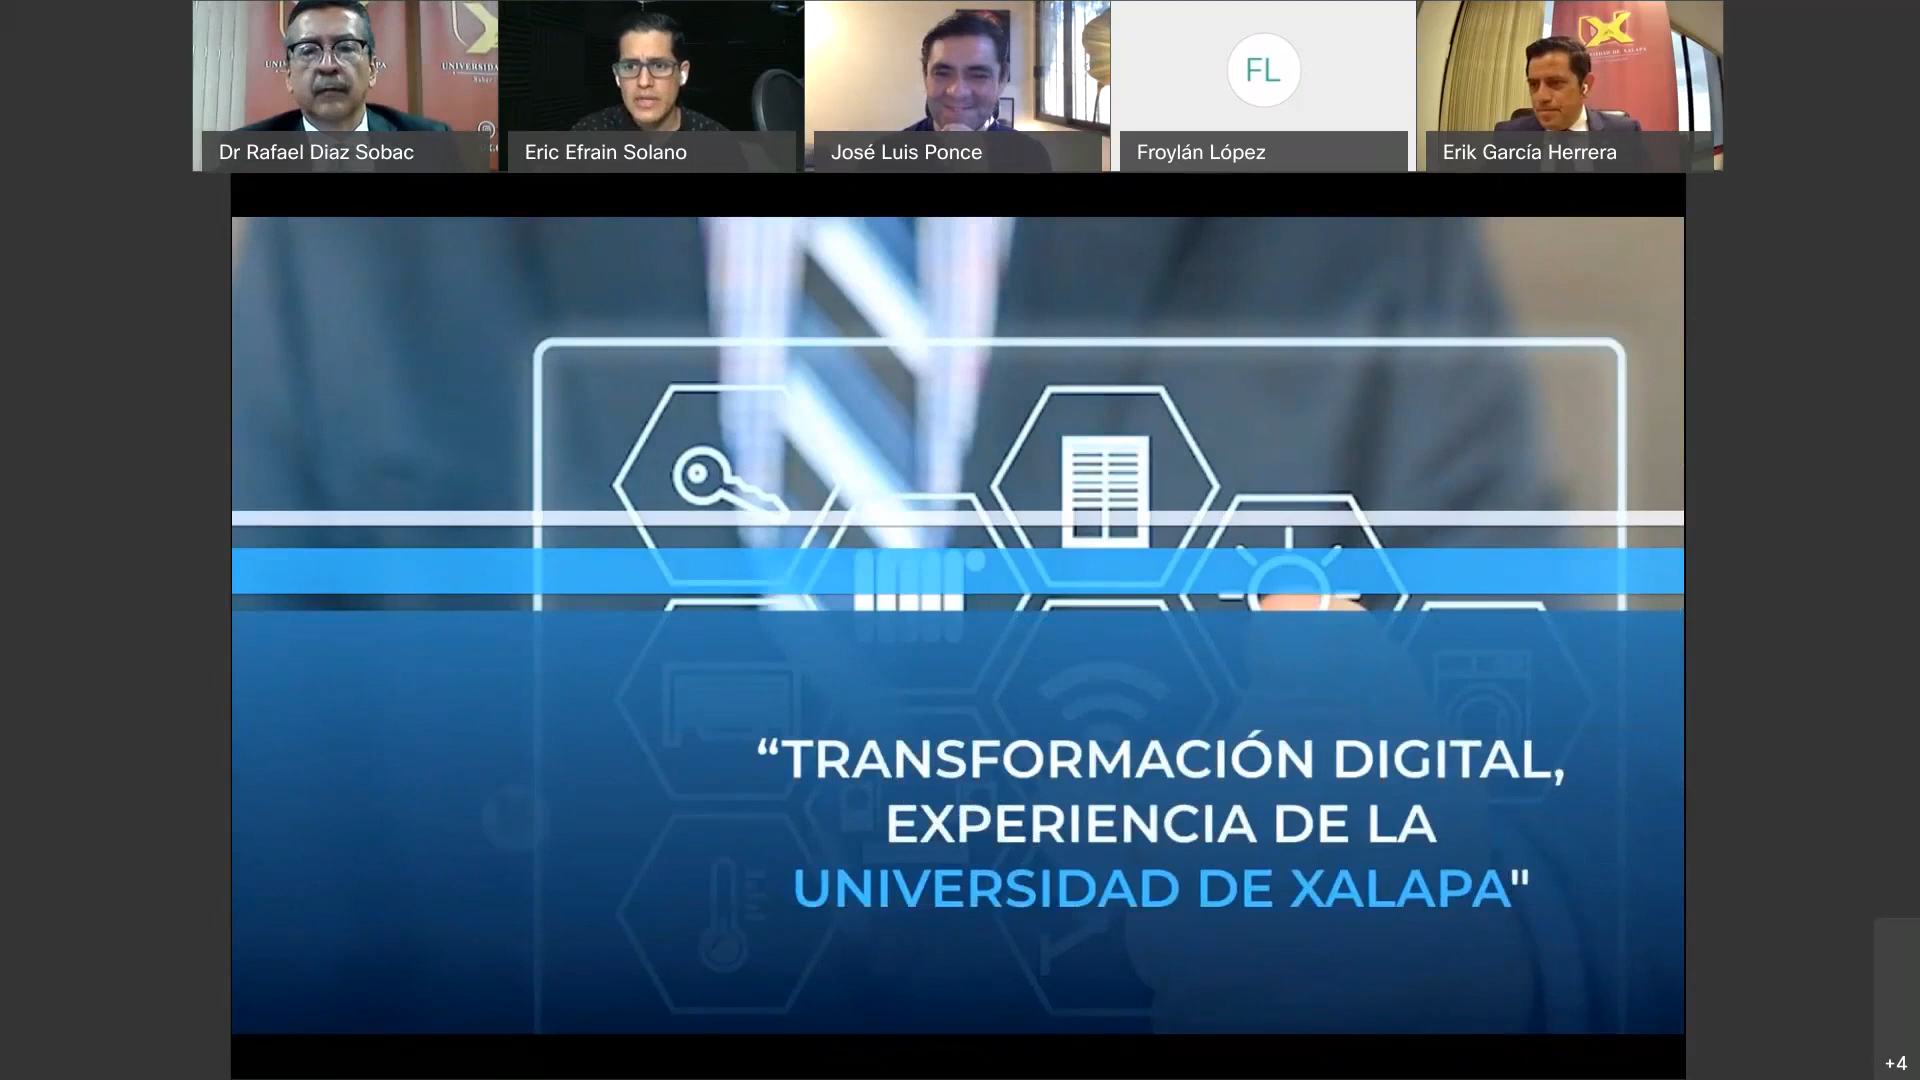 Dr Rafael Diaz Sobac
Eric Efrain Solano
José Luis Ponce
FL
Froylán López
Erik García Herrera
“TRANSFORMACIÓN DIGITAL,
EXPERIENCIA DE LA
UNIVERSIDAD DE XALAPA"
+4